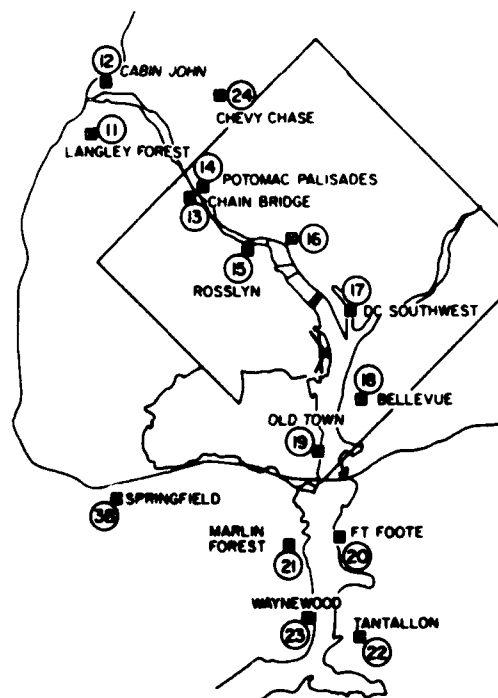 12
CABIN JOHN
24
CHEVY CHASE
11
LANGLEY FOREST
14
POTOMAC PALISADES
CHAIN BRIDGE
13
16
15
ROSSLYN
17
DC SOUTHWEST
18
BELLEVUE
OLD TOWN
19
SPRINGFIELD
MARLIN
FOREST
21
FT FOOTE
20
WAYNEWOOD
23
TANTALLON
22